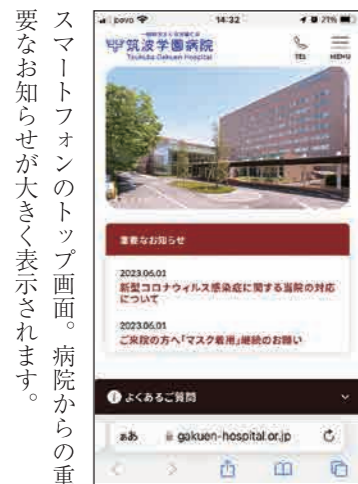 スマートフォンのトップ画面。病院からの重
要なお知らせが大きく表示されます。
povo
14:32
21%
筑波学園病院
Tsukuba Gakuen Hospital
TEL
MENU
重要なお知らせ
2023.06.01
新型コロナウィルス感染症に関する当院の対応
について
2023.06.01
ご来院の方へ「マスク着用」継続のお願い
よくあるご質問
ああ
gakuen-hospital.or.jp